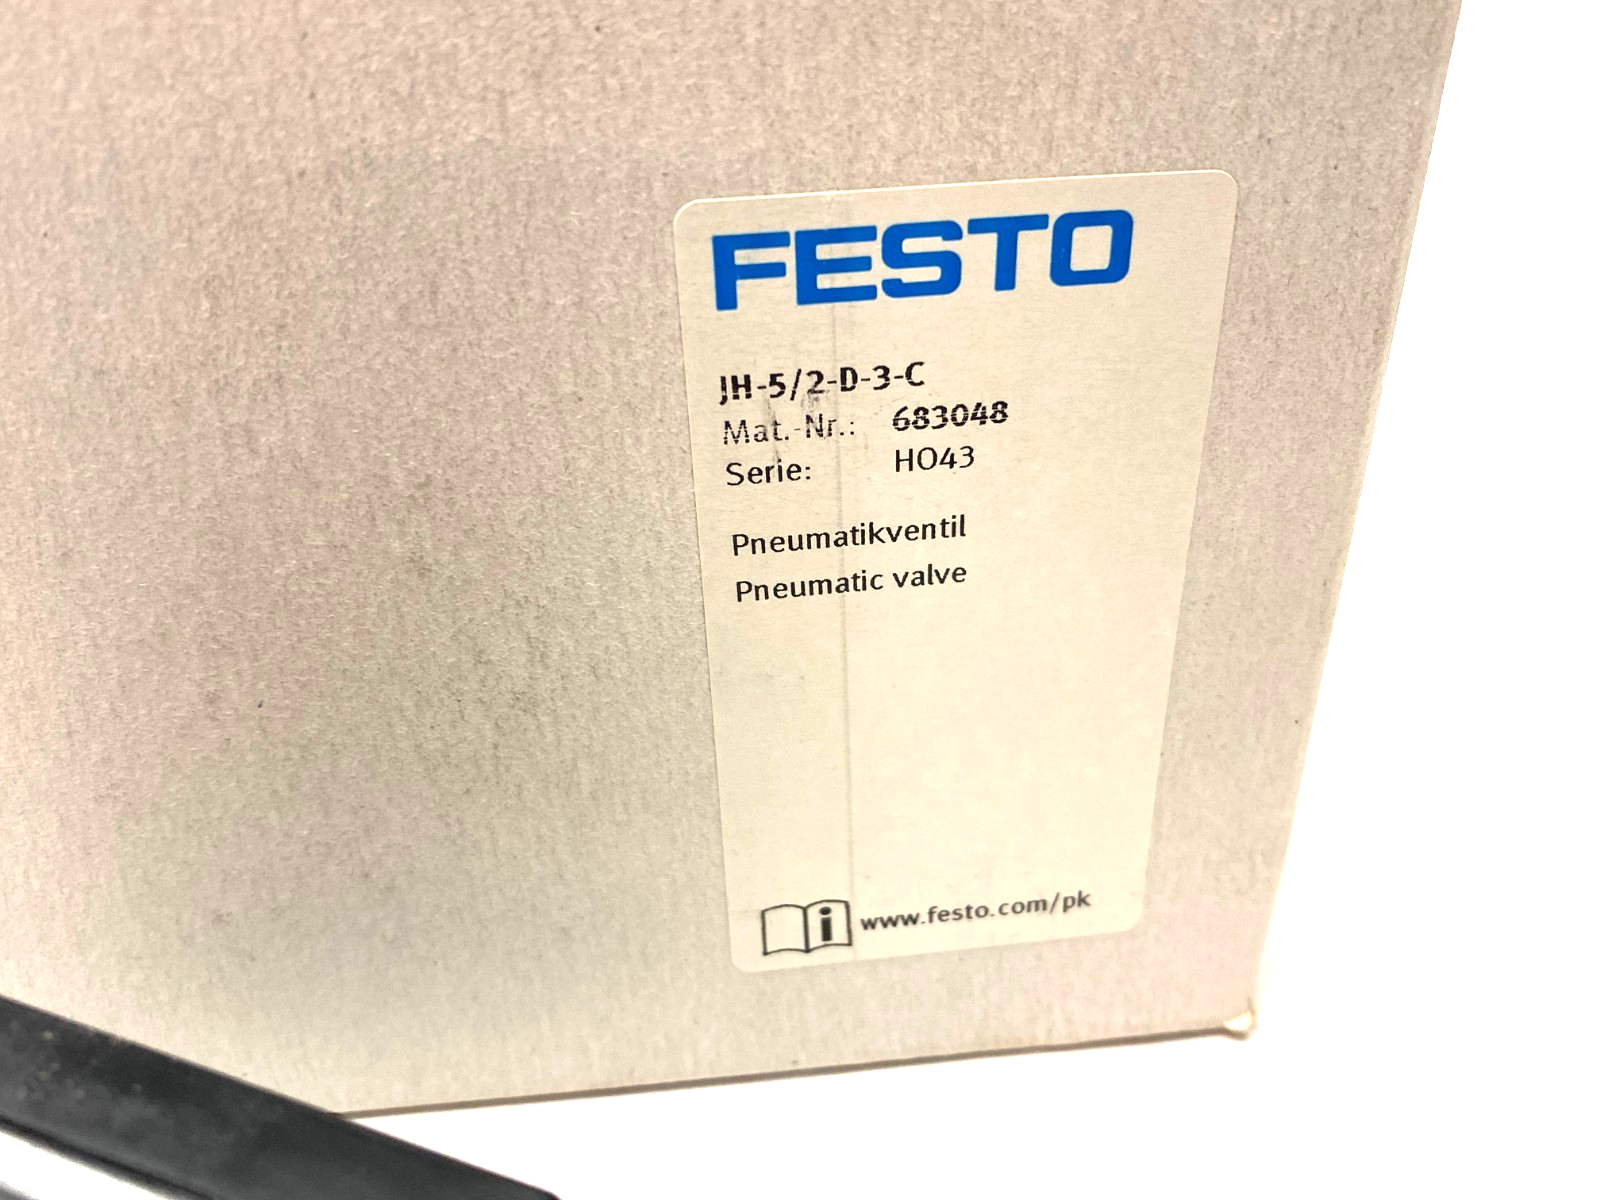 FESTO
JH-5/2-D-3-C
Mat.-Nr.: 683048
Serie: HO43
Pneumatikventil
Pneumatic valve
i www.festo.com/pk